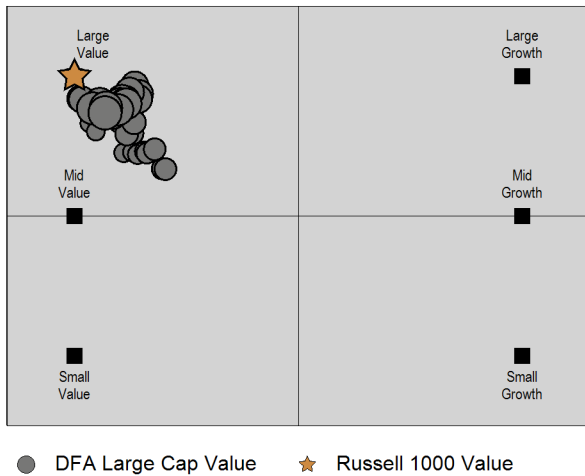 Large
Value
Large
Growth
Mid
Value
Mid
Growth
Small
Value
Small
Growth
DFA Large Cap Value
Russell 1000 Value